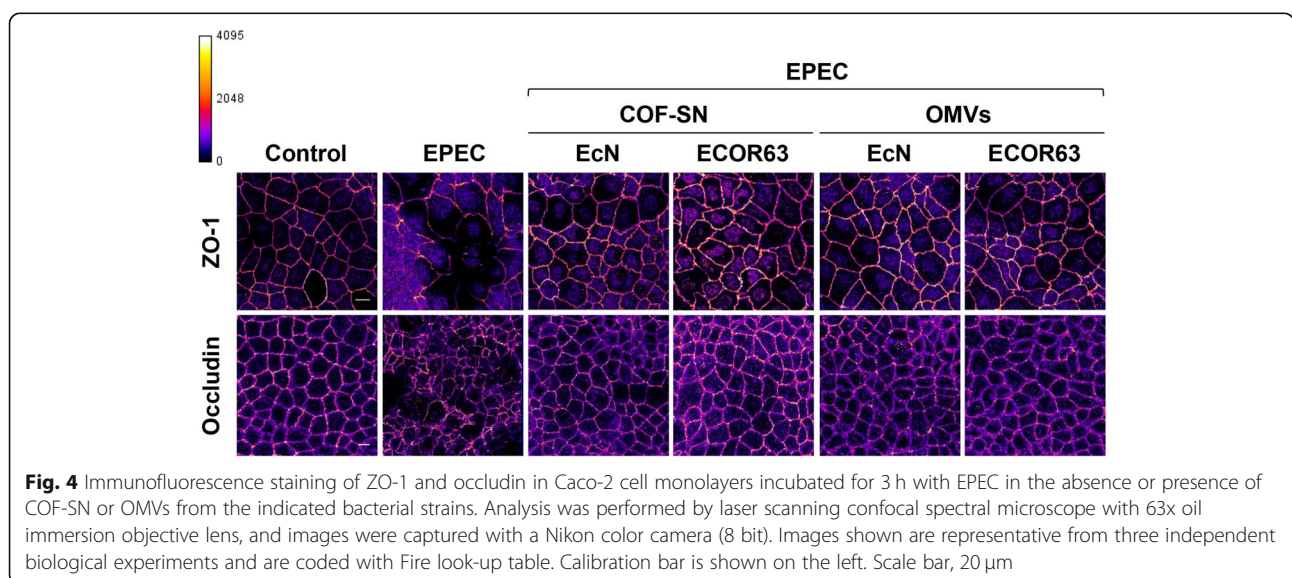 4095
2048
0
EPEC
COF-SN
OMVs
Control
EPEC
EcN
ECOR63
EcN
ECOR63
ZO-1
Occludin
Fig. 4 Immunofluorescence staining of ZO-1 and occludin in Caco-2 cell monolayers incubated for 3 h with EPEC in the absence or presence of
COF-SN or OMVs from the indicated bacterial strains. Analysis was performed by laser scanning confocal spectral microscope with 63x oil
immersion objective lens, and images were captured with a Nikon color camera (8 bit). Images shown are representative from three independent
biological experiments and are coded with Fire look-up table. Calibration bar is shown on the left. Scale bar, 20 μm